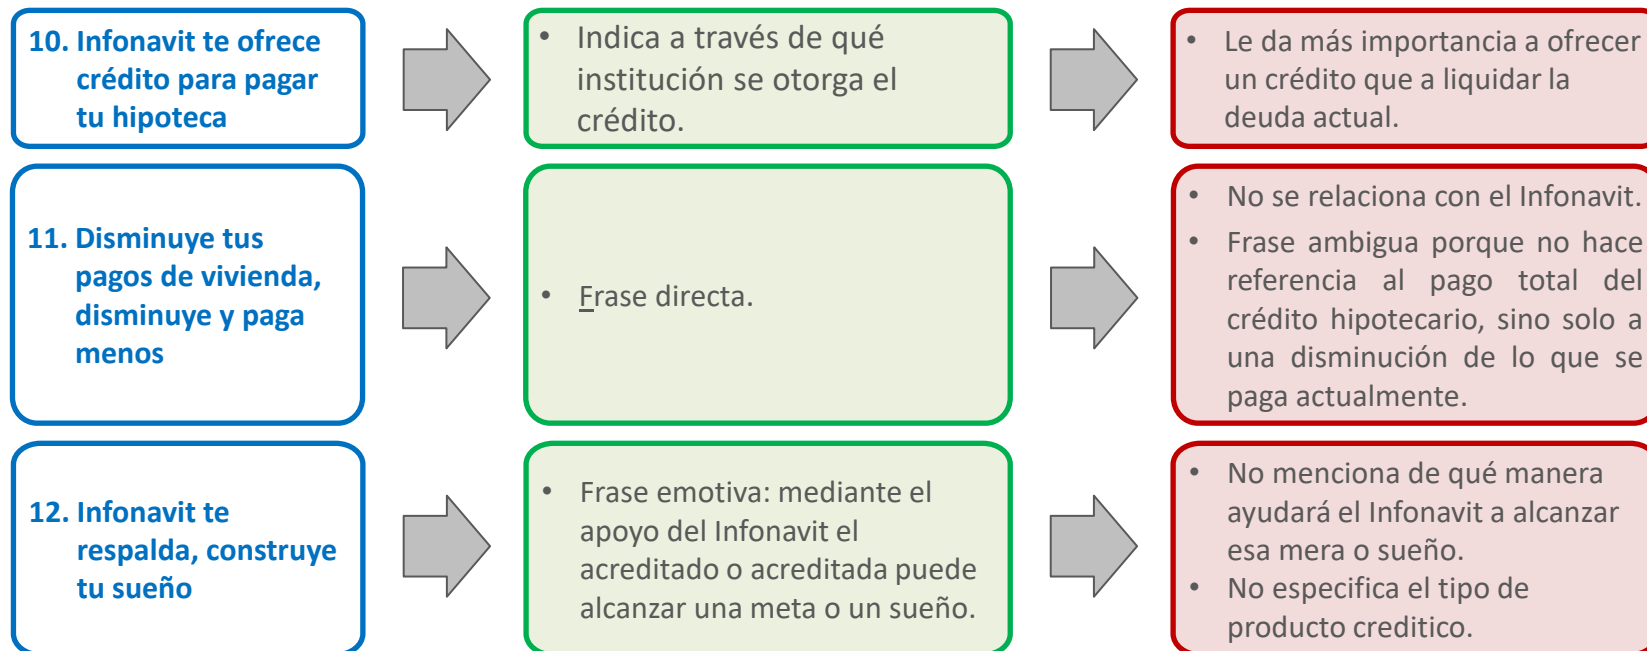 10. Infonavit te ofrece
crédito para pagar
tu hipoteca
• Indica a través de qué
institución se otorga el
crédito.
• Le da más importancia a ofrecer
un crédito que a liquidar la
deuda actual.
11. Disminuye tus
pagos de vivienda,
disminuye y paga
menos
• Frase directa.
• No se relaciona con el Infonavit.
• Frase ambigua porque no hace
referencia al pago total del
crédito hipotecario, sino solo a
una disminución de lo que se
paga actualmente.
12. Infonavit te
respalda, construye
tu sueño
• Frase emotiva: mediante el
apoyo del Infonavit el
acreditado o acreditada puede
alcanzar una meta o un sueño.
• No menciona de qué manera
ayudará el Infonavit a alcanzar
esa mera o sueño.
• No especifica el tipo de
producto creditico.